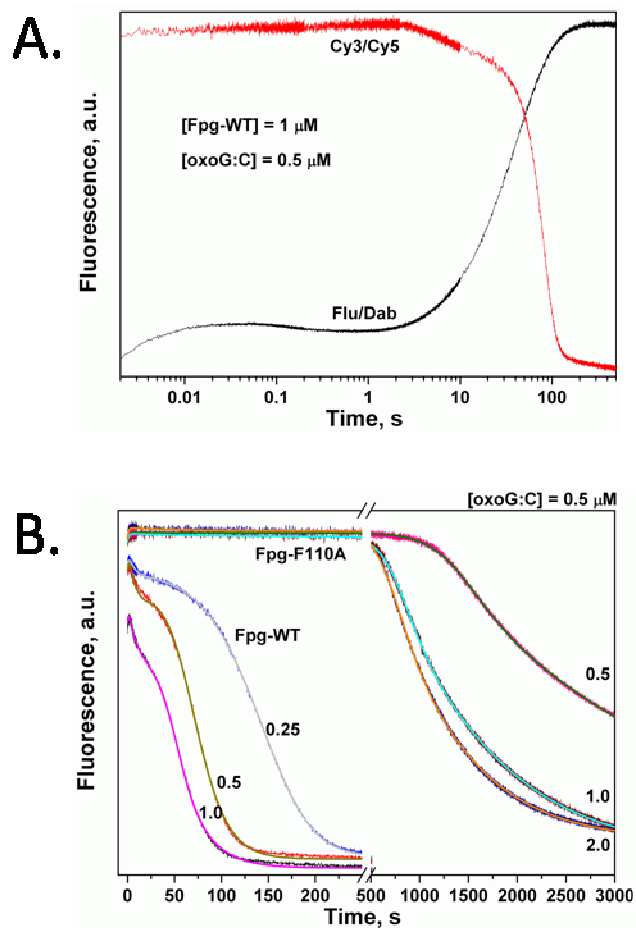 A.
Cy3/Cy5
[Fpg-WT] = 1 μM
[oxoG:C] = 0.5 μM
Flu/Dab
Fluorescence, a.u.
0.01 0.1 1 10 100
Time, s
B.
[oxoG:C] = 0.5 μM
Fpg-F110A
Fpg-WT
0.25
0.5
1.0
0.5
1.0
2.0
Fluorescence, a.u.
0 50 100 150 200 500 1000 1500 2000 2500 3000
Time, s Time, s